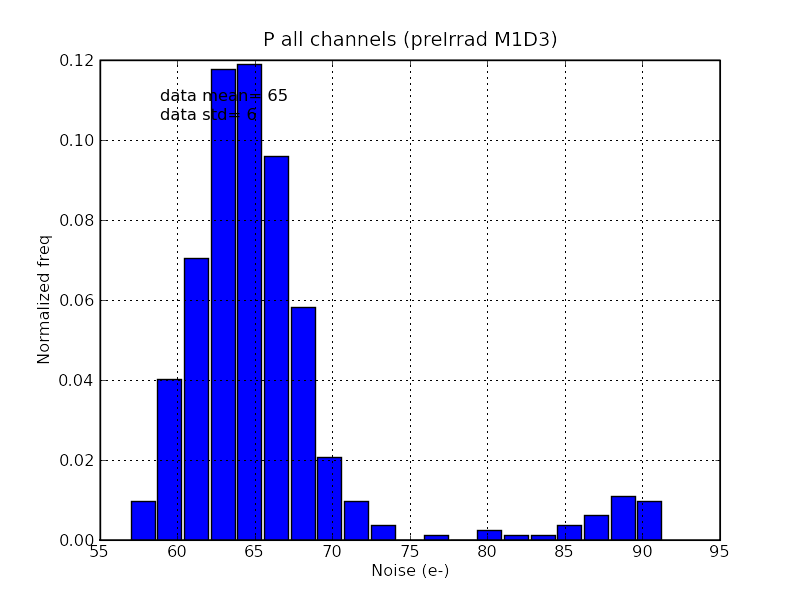 P all channels (preIrrad M1D3)
data mean= 65
data std= 6
Normalized freq
0.12
0.10
0.08
0.06
0.04
0.02
0.00
55 60 65 70 75 80 85 90 95
Noise (e-)